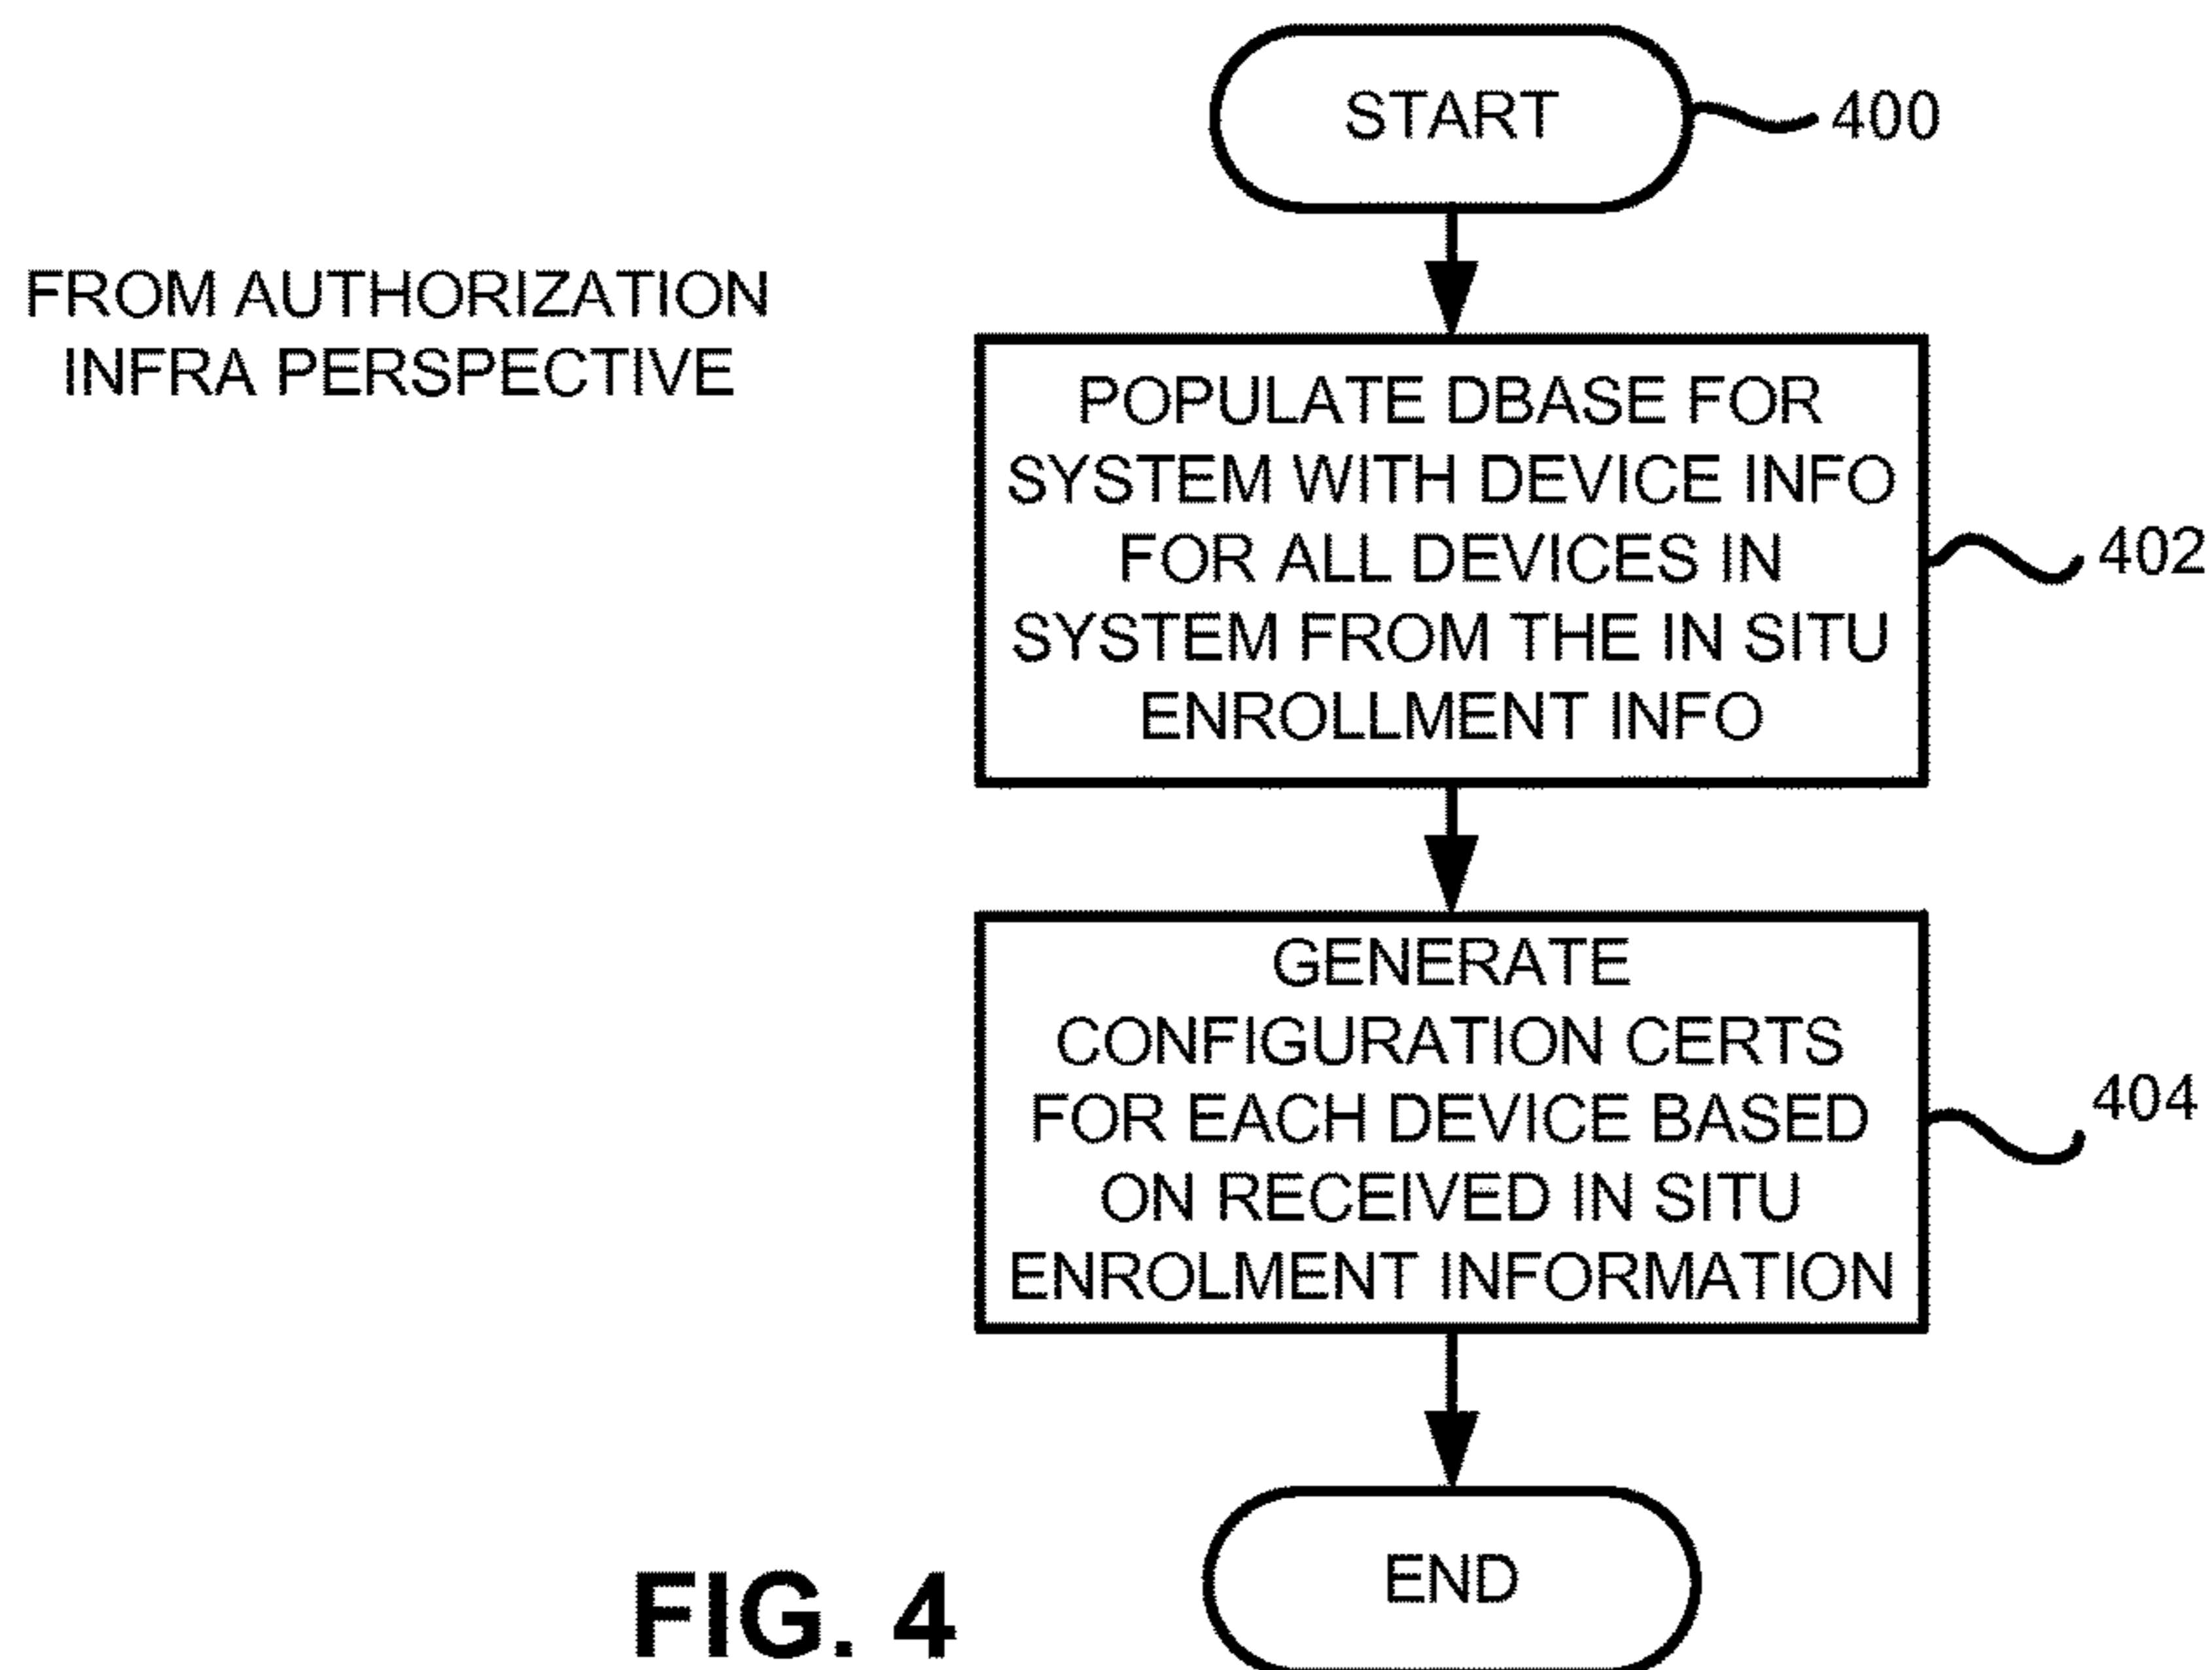 START
400
FROM AUTHORIZATION
INFRA PERSPECTIVE
POPULATE DBASE FOR
SYSTEM WITH DEVICE INFO
FOR ALL DEVICES IN
SYSTEM FROM THE IN SITU
ENROLLMENT INFO
402
GENERATE
CONFIGURATION CERTS
FOR EACH DEVICE BASED
ON RECEIVED IN SITU
ENROLMENT INFORMATION
404
END
FIG. 4